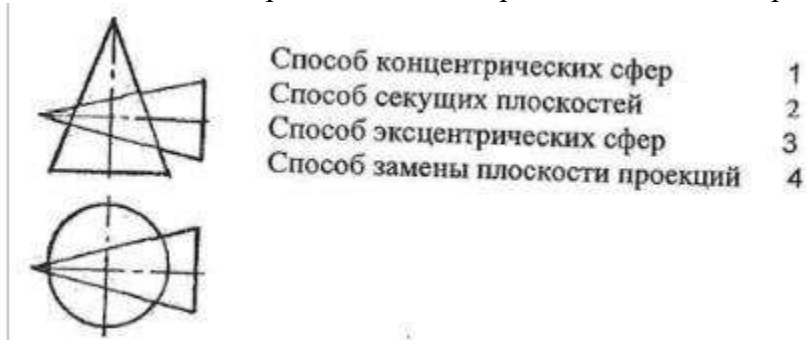 Способ концентрических сфер 1
Способ секущих плоскостей 2
Способ эксцентрических сфер 3
Способ замены плоскости проекций 4